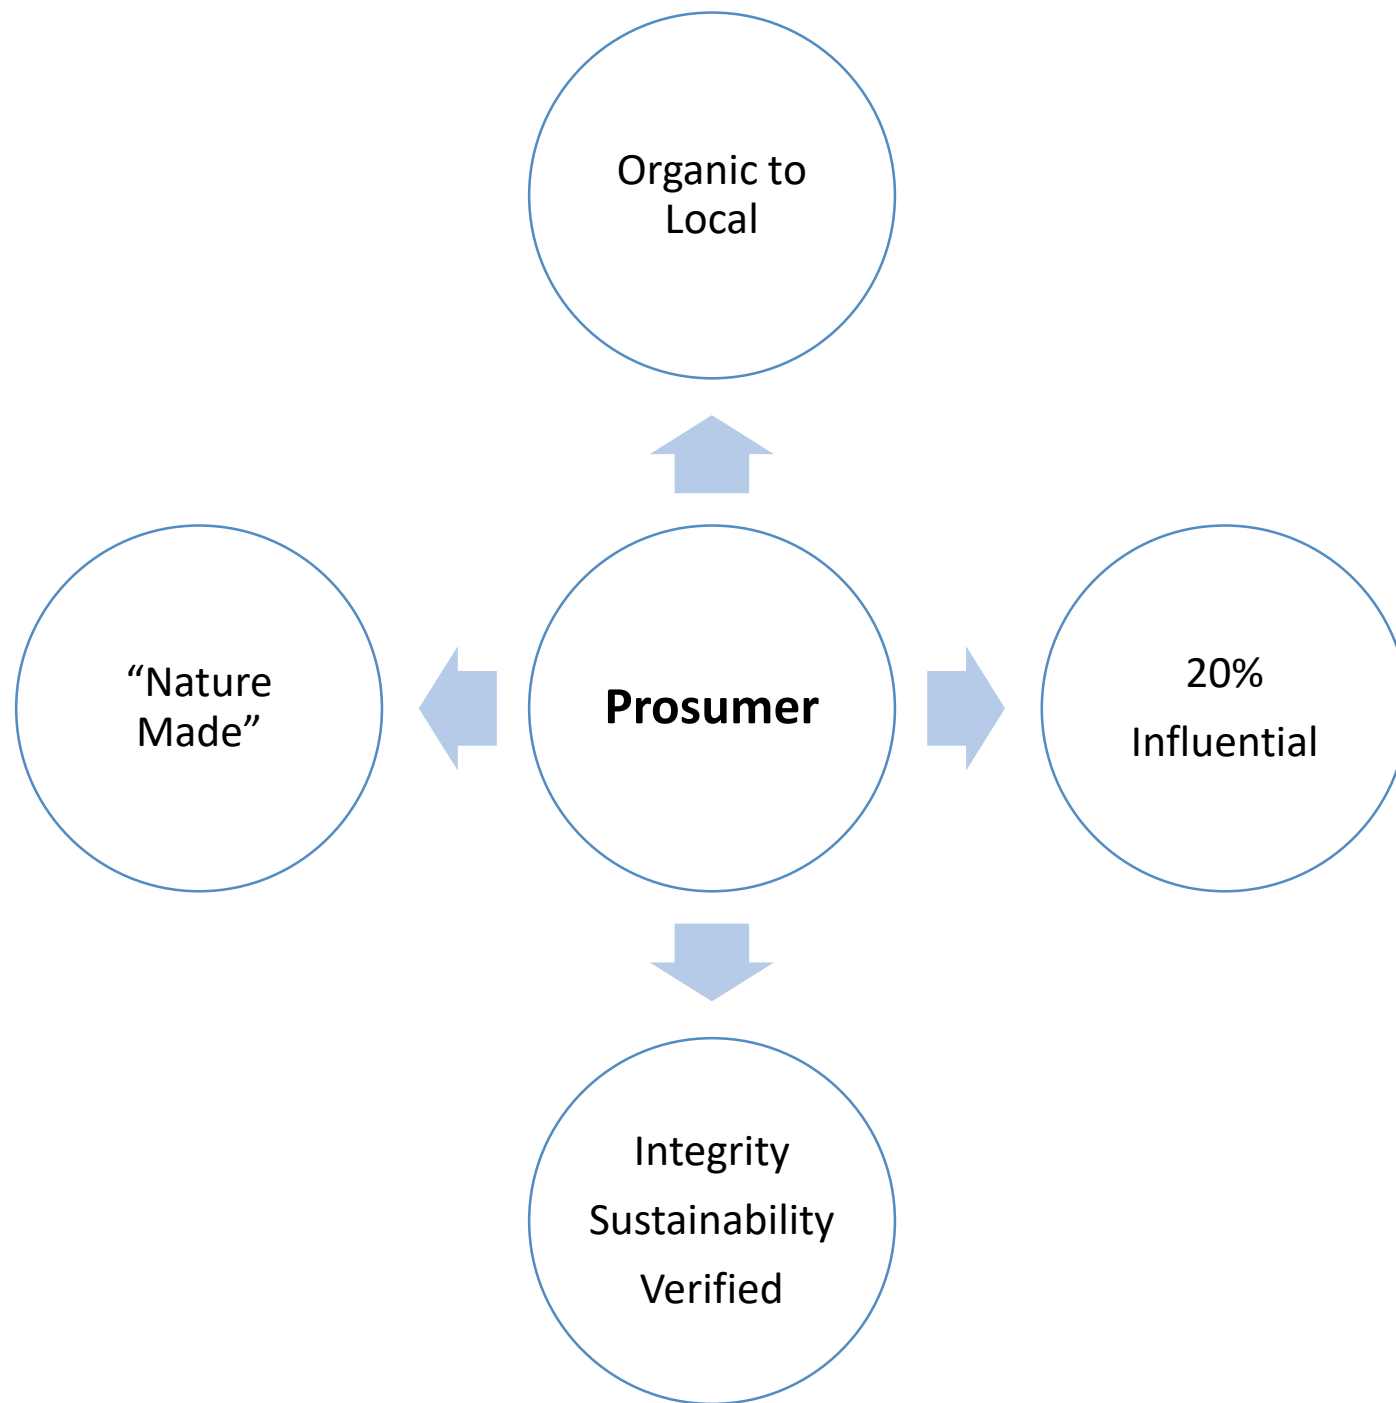 Organic to
Local
“Nature
Made”
Prosumer
20%
Influential
Integrity
Sustainability
Verified